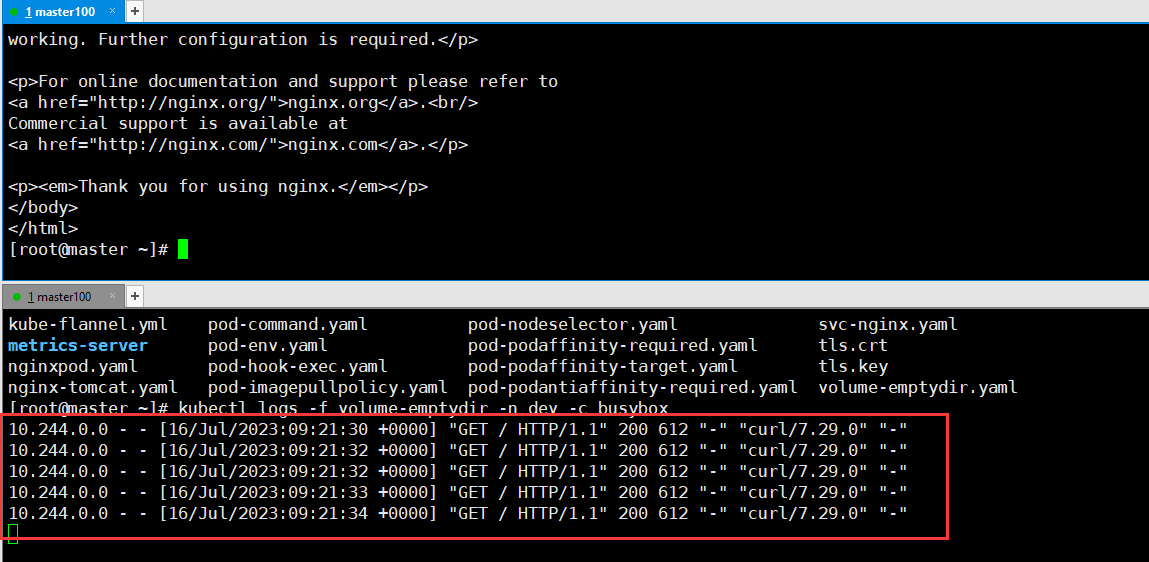 1 master100 × +
working. Further configuration is required.</p>
<p>For online documentation and support please refer to
<a href="http://nginx.org/">nginx.org</a>.<br/>
Commercial support is available at
<a href="http://nginx.com/">nginx.com</a>.</p>
<p><em>Thank you for using nginx.</em></p>
</body>
</html>
[root@master ~]#
1 master100 × +
kube-flannel.yml    pod-command.yaml          pod-nodeselector.yaml              svc-nginx.yaml
metrics-server      pod-env.yaml              pod-podaffinity-required.yaml      tls.crt
nginxpod.yaml       pod-hook-exec.yaml        pod-podaffinity-target.yaml        tls.key
nginx-tomcat.yaml   pod-imagepullpolicy.yaml  pod-podantiaffinity-required.yaml  volume-emptydir.yaml
[root@master ~]# kubectl logs -f volume-emptydir -n dev -c busybox
10.244.0.0 - - [16/Jul/2023:09:21:30 +0000] "GET / HTTP/1.1" 200 612 "-" "curl/7.29.0" "-"
10.244.0.0 - - [16/Jul/2023:09:21:32 +0000] "GET / HTTP/1.1" 200 612 "-" "curl/7.29.0" "-"
10.244.0.0 - - [16/Jul/2023:09:21:32 +0000] "GET / HTTP/1.1" 200 612 "-" "curl/7.29.0" "-"
10.244.0.0 - - [16/Jul/2023:09:21:33 +0000] "GET / HTTP/1.1" 200 612 "-" "curl/7.29.0" "-"
10.244.0.0 - - [16/Jul/2023:09:21:34 +0000] "GET / HTTP/1.1" 200 612 "-" "curl/7.29.0" "-"